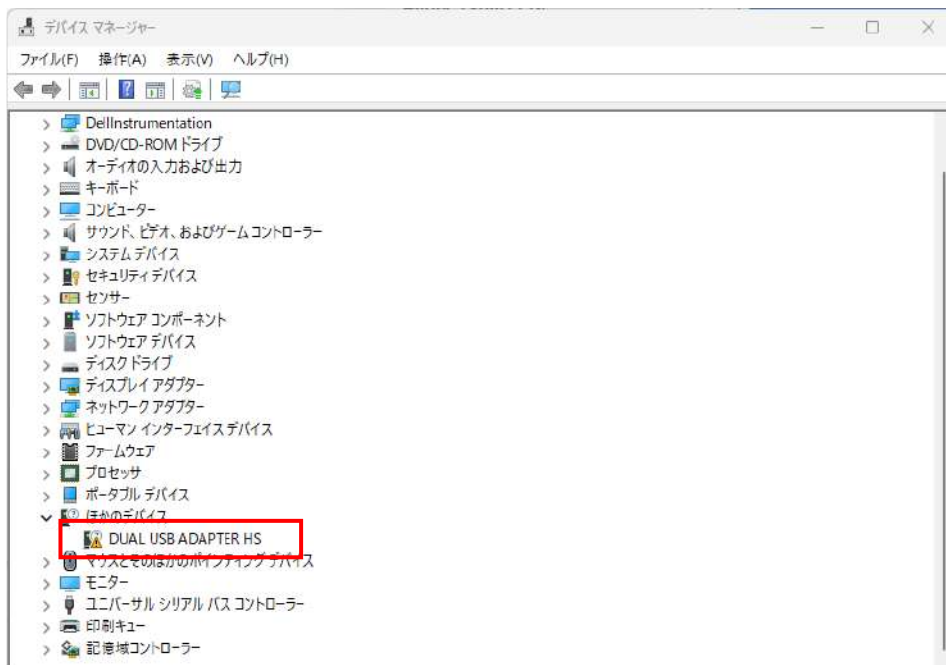 デバイス マネージャー
ファイル(F) 操作(A) 表示(V) ヘルプ(H)
DellInstrumentation
DVD/CD-ROM ドライブ
オーディオの入力および出力
キーボード
コンピューター
サウンド、ビデオ、およびゲーム コントローラー
システム デバイス
セキュリティ デバイス
センサー
ソフトウェア コンポーネント
ソフトウェア デバイス
ディスク ドライブ
ディスプレイ アダプター
ネットワーク アダプター
ヒューマン インターフェイス デバイス
ファームウェア
プロセッサ
ポータブル デバイス
ほかのデバイス
DUAL USB ADAPTER HS
マウスとそのほかのポインティング デバイス
モニター
ユニバーサル シリアル バス コントローラー
印刷キュー
記憶域コントローラー